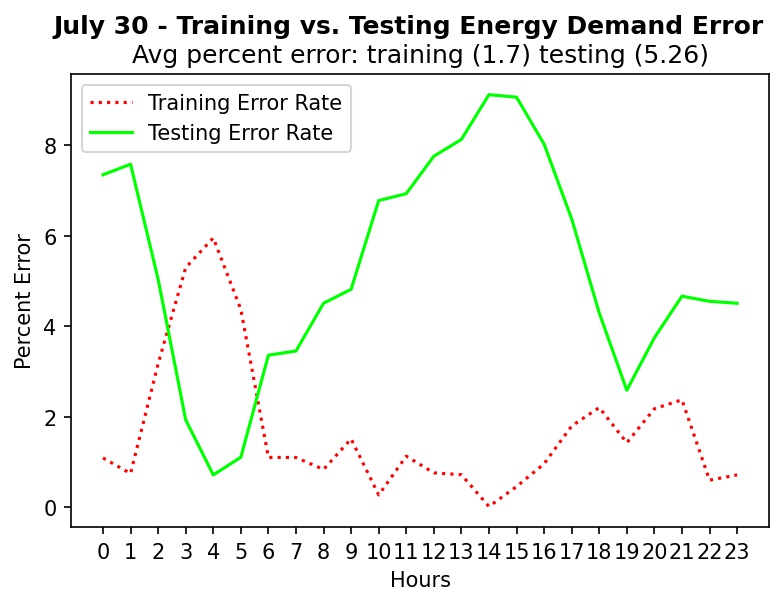 July 30 - Training vs. Testing Energy Demand Error
Avg percent error: training (1.7) testing (5.26)
Training Error Rate
Testing Error Rate
8
6
4
2
0
Percent Error
0 1 2 3 4 5 6 7 8 9 10 11 12 13 14 15 16 17 18 19 20 21 22 23
Hours